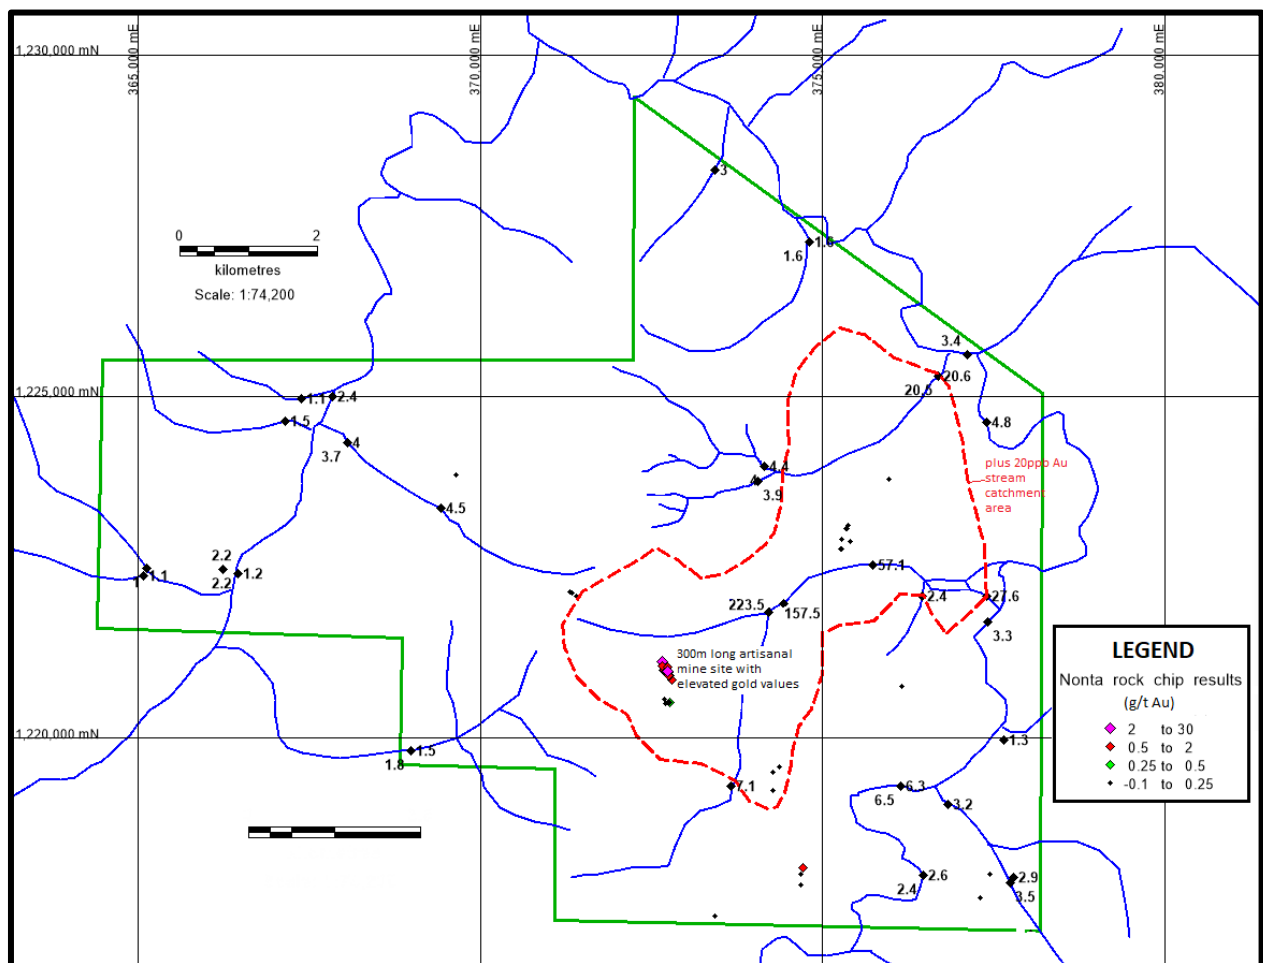 365,000 mE
370,000 mE
375,000 mE
380,000 mE
1,230,000 mN
3
0
2
kilometres
Scale: 1:74,200
1.6
1.6
3.4
20.6
20.5
1,225,000 mN
1.1
2.4
1.5
4
3.7
4.8
4.4
4
3.9
plus 20ppb Au
stream
catchment
area
4.5
57.1
2.2
1
1.1
2.2
1.2
223.5
157.5
2.4
27.6
3.3
300m long artisanal
mine site with
elevated gold values
LEGEND
Nonta rock chip results
(g/t Au)
2 to 30
0.5 to 2
0.25 to 0.5
-0.1 to 0.25
1,220,000 mN
1.3
1.5
1.8
7.1
6.3
6.5
3.2
2.6
2.4
2.9
3.5